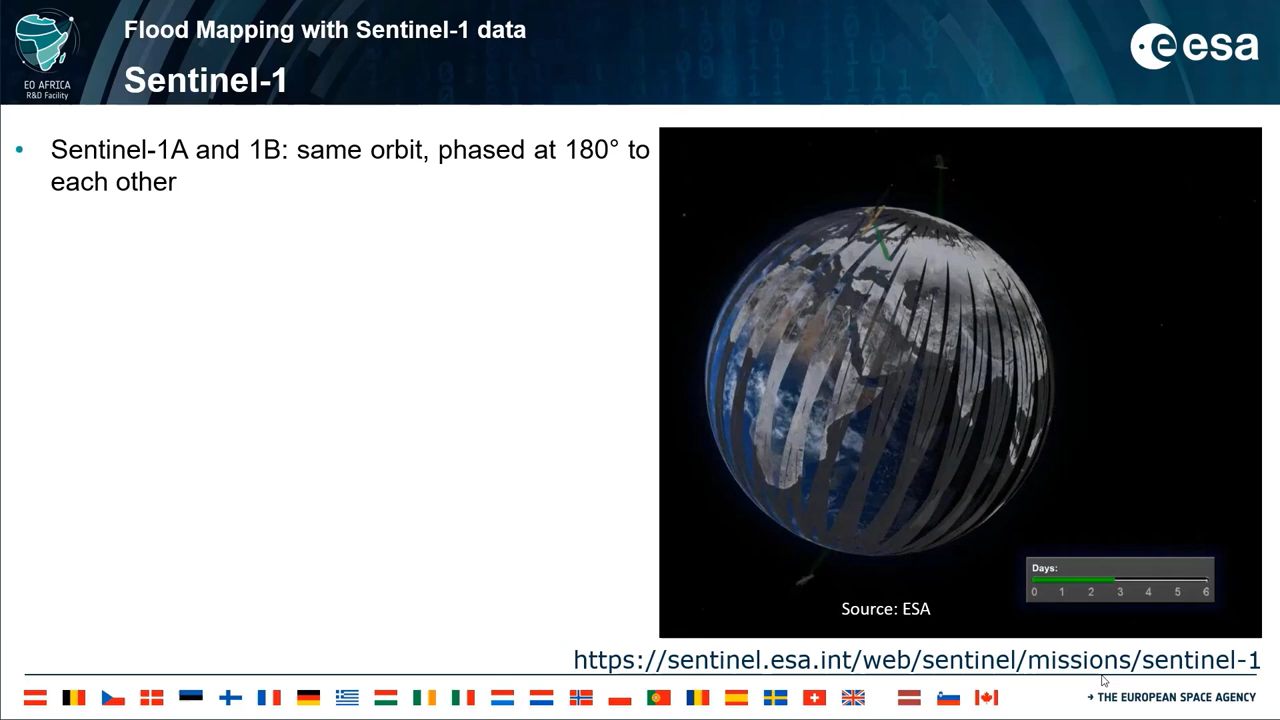 Flood Mapping with Sentinel-1 data
Sentinel-1
EO AFRICA
R&D Facility
esa
• Sentinel-1A and 1B: same orbit, phased at 180° to
each other
Days:
0 1 2 3 4 5 6
Source: ESA
https://sentinel.esa.int/web/sentinel/missions/sentinel-1
→ THE EUROPEAN SPACE AGENCY